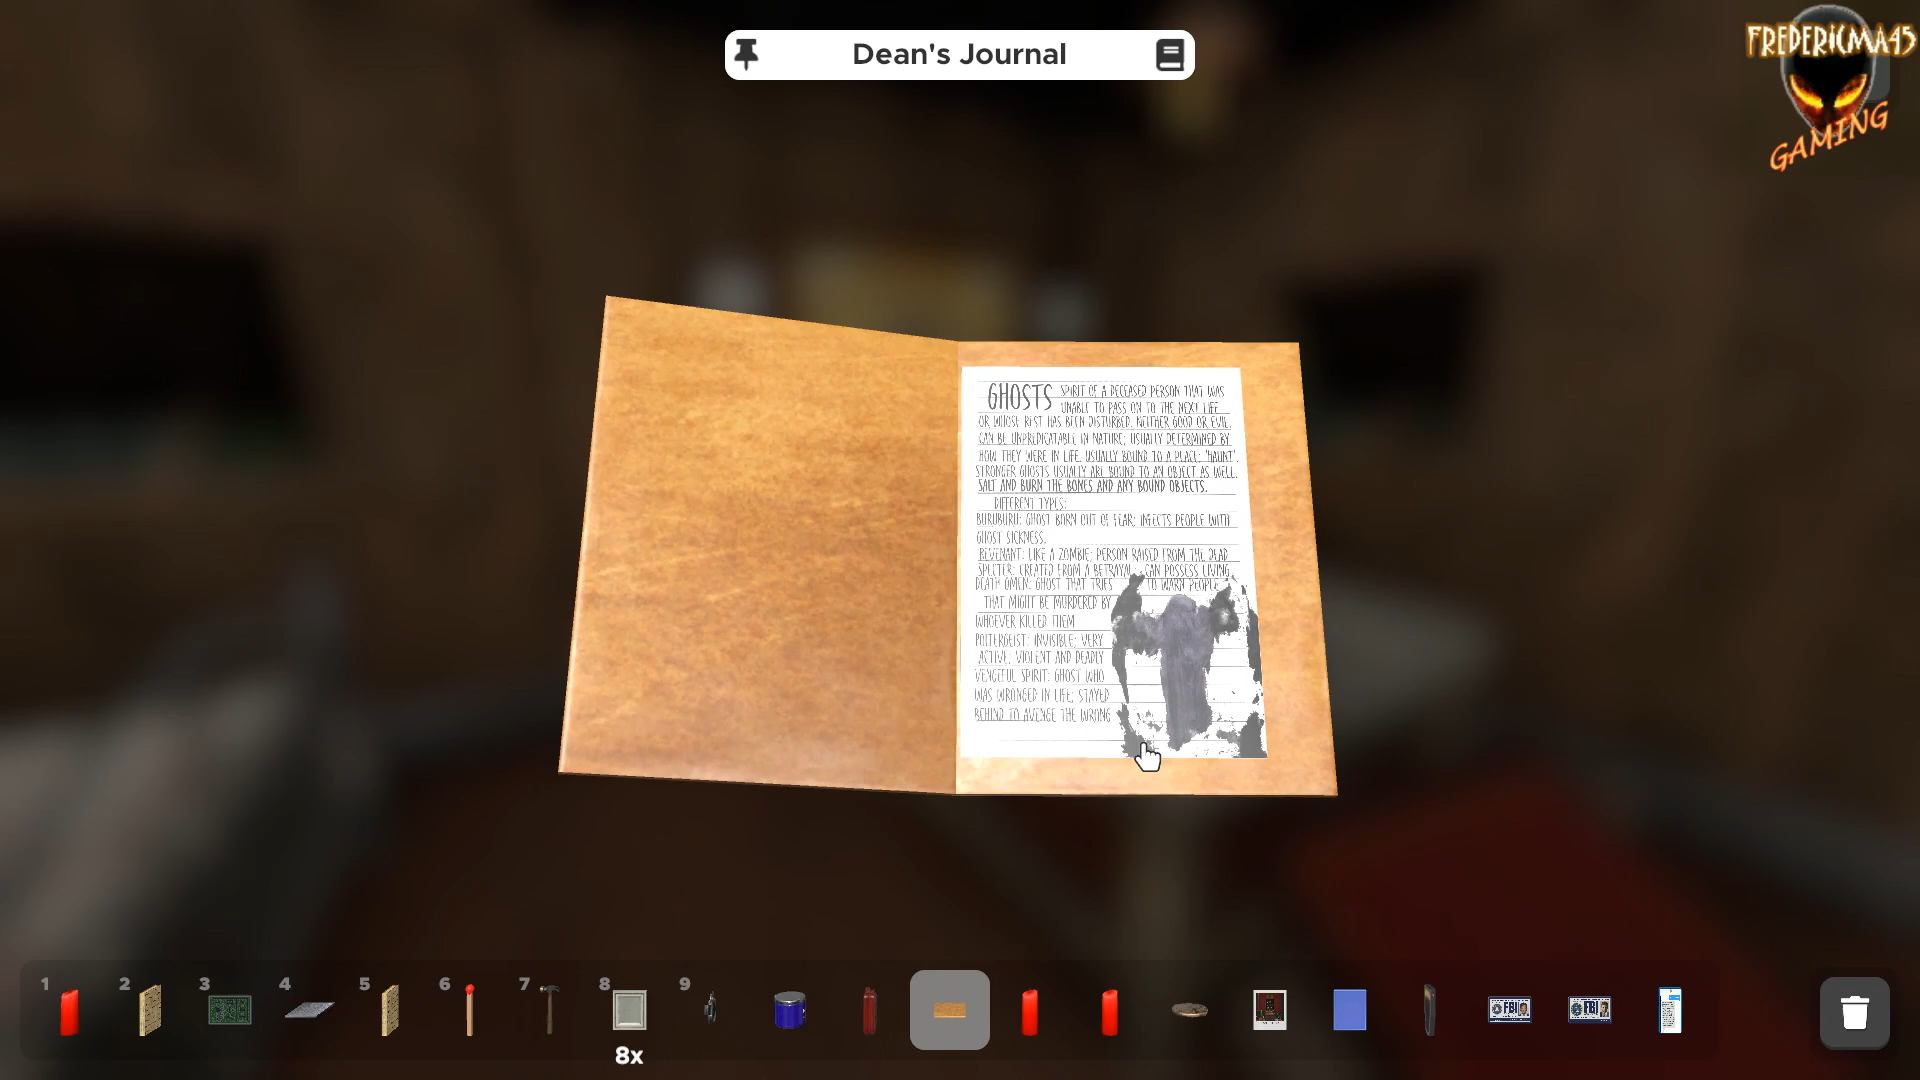 Dean's Journal
FREDERICMA45
GAMING
GHOSTS SPIRIT OF A DECEASED PERSON THAT WAS
UNABLE TO PASS ON TO THE NEXT LIFE
OR WHOSE REST HAS BEEN DISTURBED. NEITHER GOOD OR EVIL.
CAN BE UNPREDICATABLE IN NATURE; USUALLY DETERMINED BY
HOW THEY WERE IN LIFE. USUALLY BOUND TO A PLACE; 'HAUNT'.
STRONGER GHOSTS USUALLY ARE BOUND TO AN OBJECT AS WELL.
SALT AND BURN THE BONES AND ANY BOUND OBJECTS.
DIFFERENT TYPES:
BURUBURU: GHOST BORN OUT OF FEAR; INFECTS PEOPLE WITH
GHOST SICKNESS.
REVENANT: LIKE A ZOMBIE; PERSON RAISED FROM THE DEAD
SPECTER: CREATED FROM A BETRAYAL; CAN POSSESS LIVING
DEATH OMEN: GHOST THAT TRIES TO WARN PEOPLE
THAT MIGHT BE MURDERED BY
WHOEVER KILLED THEM
POLTERGEIST: INVISIBLE; VERY
ACTIVE; VIOLENT AND DEADLY
VENGEFUL SPIRIT: GHOST WHO
WAS WRONGED IN LIFE; STAYED
BEHIND TO AVENGE THE WRONG
1 2 3 4 5 6 7 8 9
FBI FBI
8x